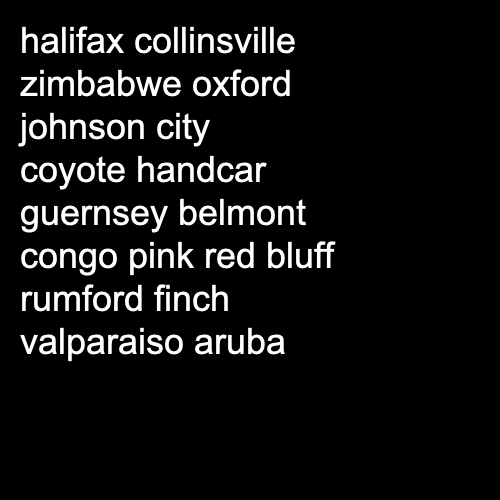 halifax collinsville
zimbabwe oxford
johnson city
coyote handcar
guernsey belmont
congo pink red bluff
rumford finch
valparaiso aruba